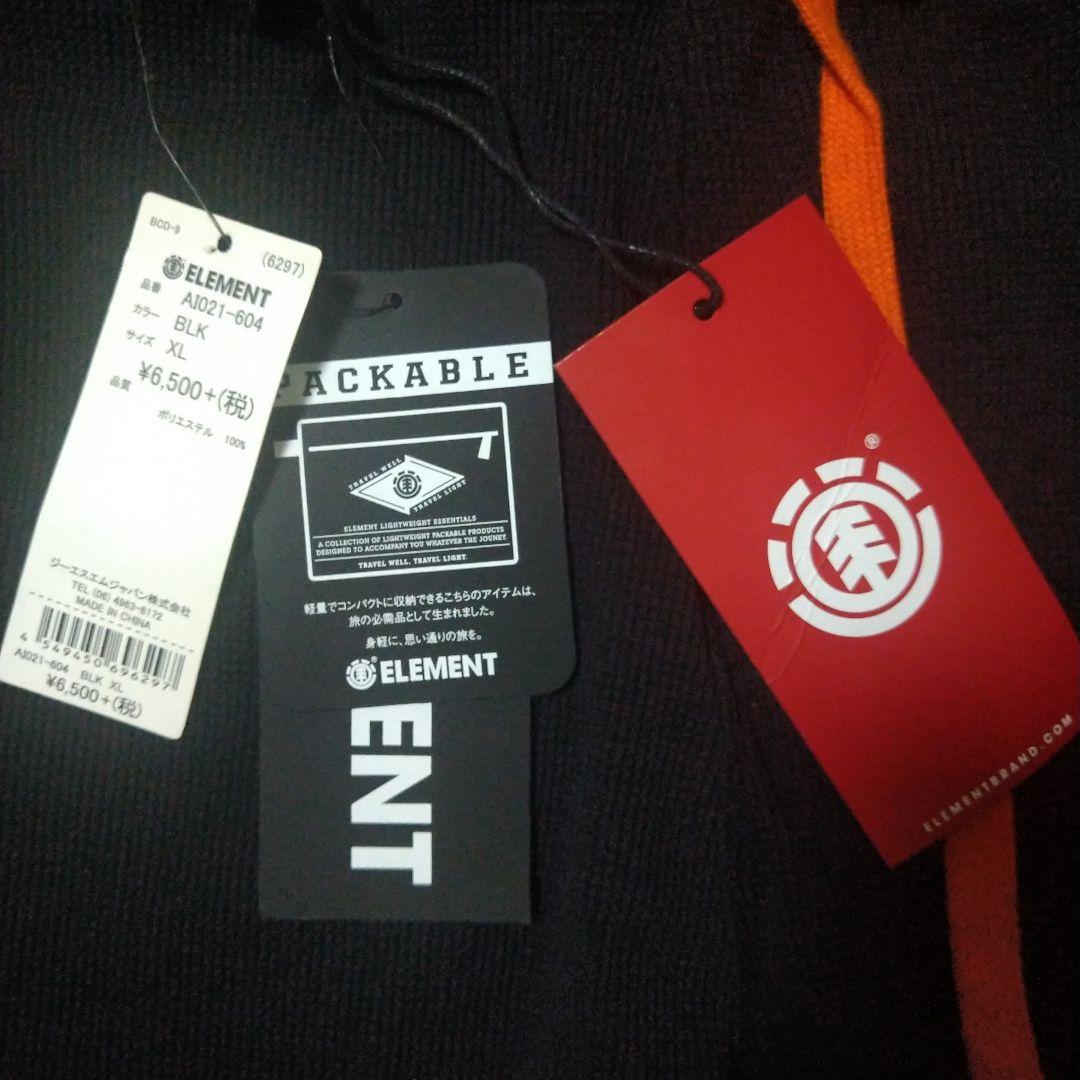 BCD-9
(6297)
ELEMENT
品番 AI021-604
カラー BLK
サイズ XL
¥6,500+(税)
品質
ポリエステル 100%
ジーエスエムジャパン株式会社
TEL (06) 4963-6172
MADE IN CHINA
4 549450 696297
AI021-604 BLK XL
¥6,500+(税)
PACKABLE
TRAVEL WELL
TRAVEL LIGHT
ELEMENT LIGHTWEIGHT ESSENTIALS
A COLLECTION OF LIGHTWEIGHT PACKABLE PRODUCTS
DESIGNED TO ACCOMPANY YOU WHATEVER THE JOUNEY.
TRAVEL WELL, TRAVEL LIGHT.
軽量でコンパクトに収納できるこちらのアイテムは、
旅の必需品として生まれました。
身軽に、思い通りの旅を。
® ELEMENT
ENT
®
ELEMENTBRAND.COM